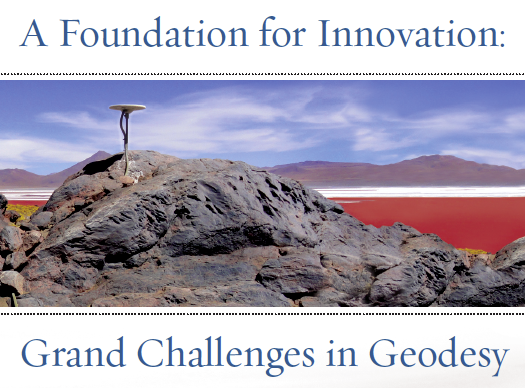 A Foundation for Innovation:
Grand Challenges in Geodesy